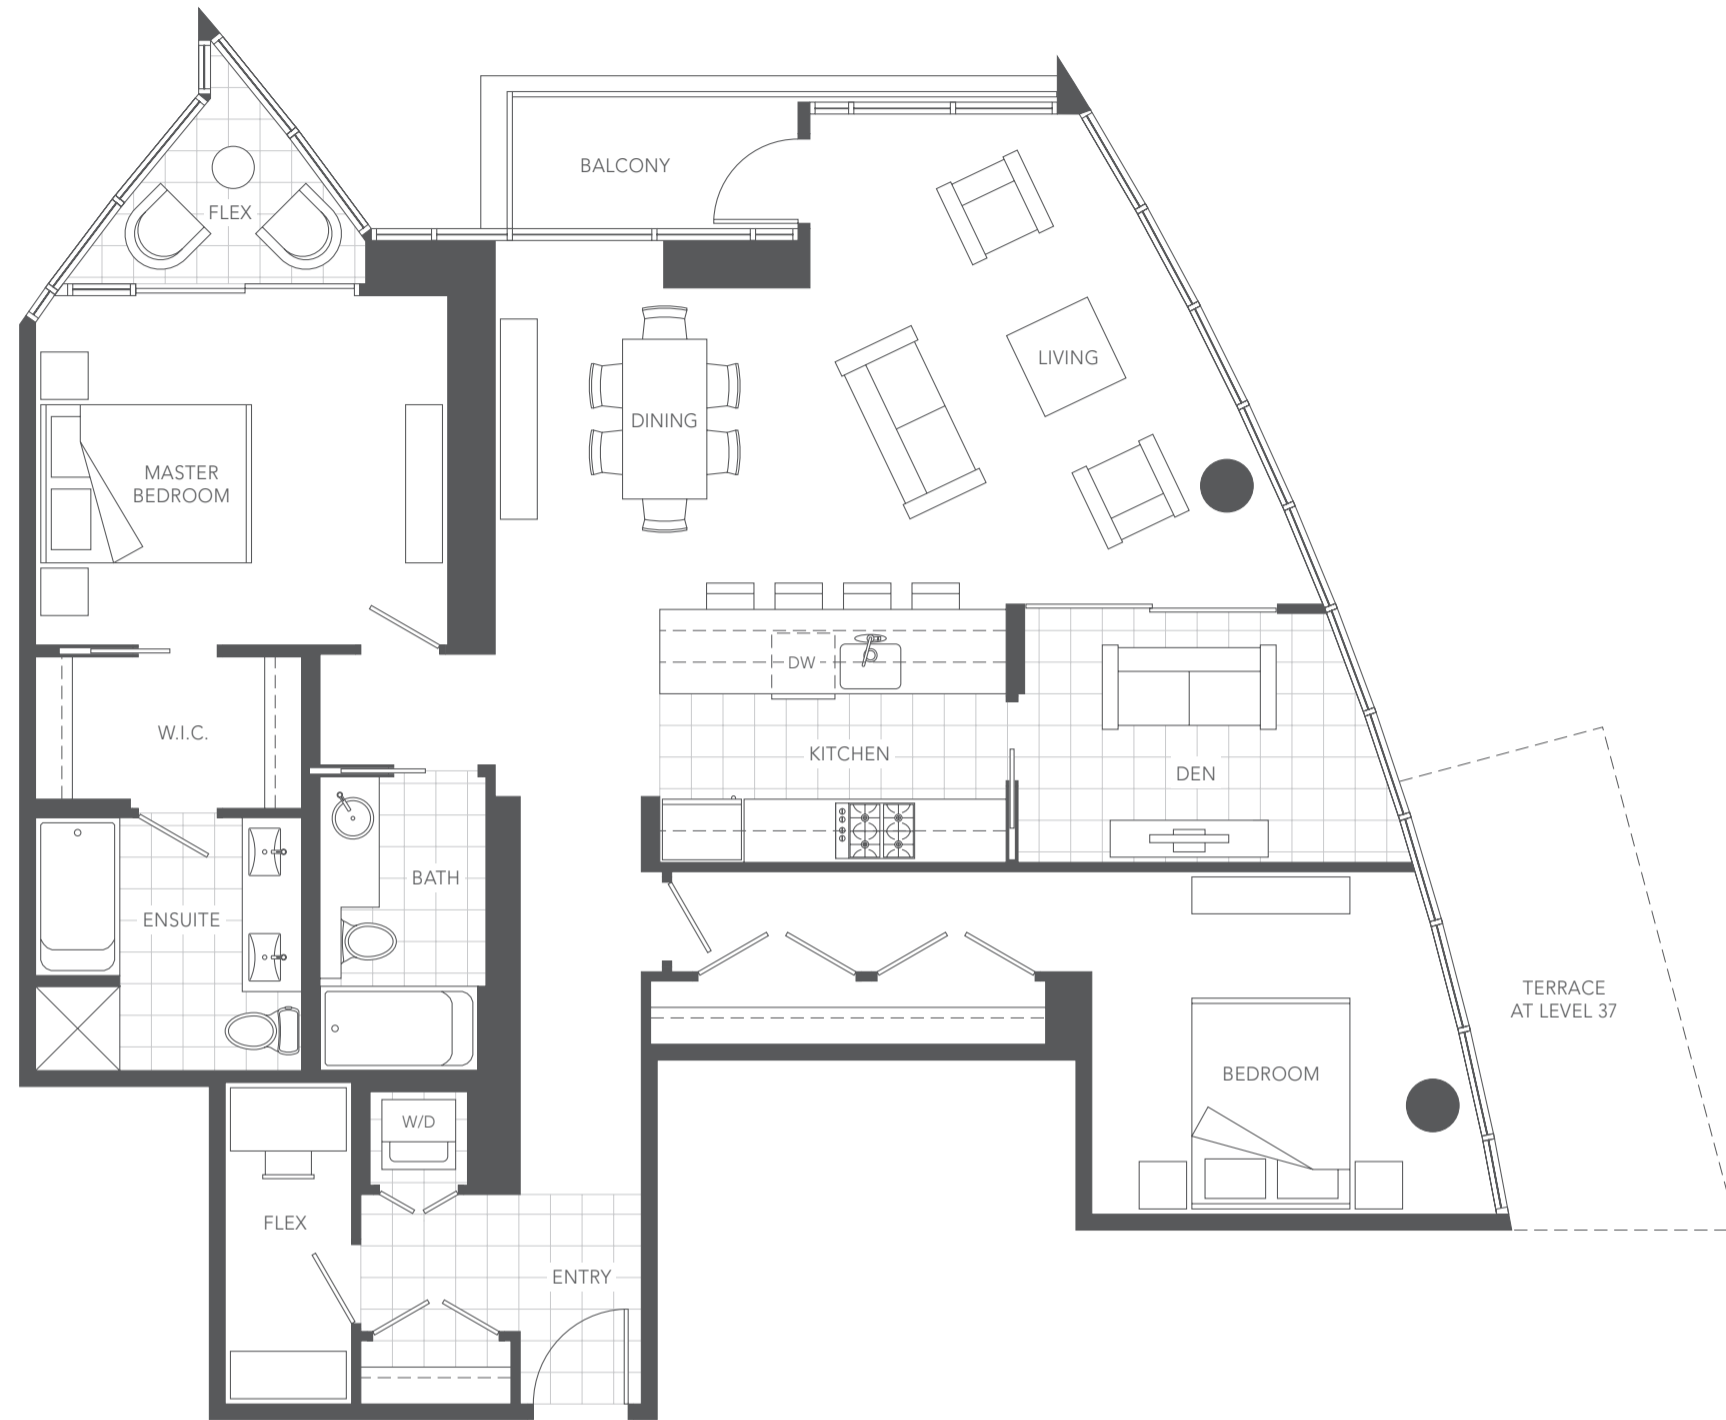 BALCONY
FLEX
LIVING
DINING
MASTER
BEDROOM
DW
W.I.C.
KITCHEN
DEN
BATH
ENSUITE
TERRACE
AT LEVEL 37
BEDROOM
W/D
FLEX
ENTRY